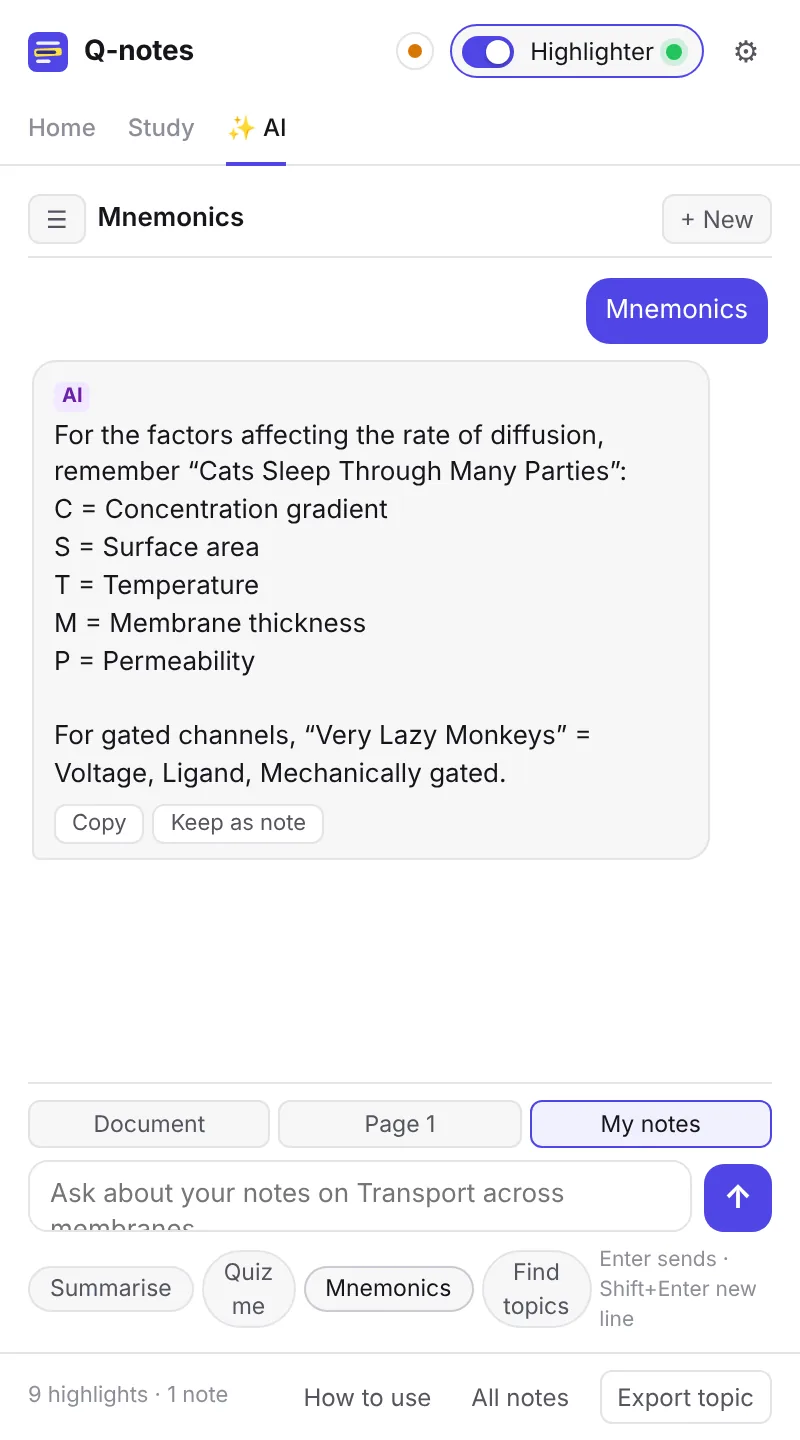 Q-notes
Highlighter
Home Study ✨ AI
☰ Mnemonics
+ New
Mnemonics
AI
For the factors affecting the rate of diffusion,
remember “Cats Sleep Through Many Parties”:
C = Concentration gradient
S = Surface area
T = Temperature
M = Membrane thickness
P = Permeability
For gated channels, “Very Lazy Monkeys” =
Voltage, Ligand, Mechanically gated.
Copy Keep as note
Document Page 1 My notes
Ask about your notes on Transport across
membranes
Summarise
Quiz
me
Mnemonics
Find
topics
Enter sends ·
Shift+Enter new
line
9 highlights · 1 note
How to use
All notes
Export topic